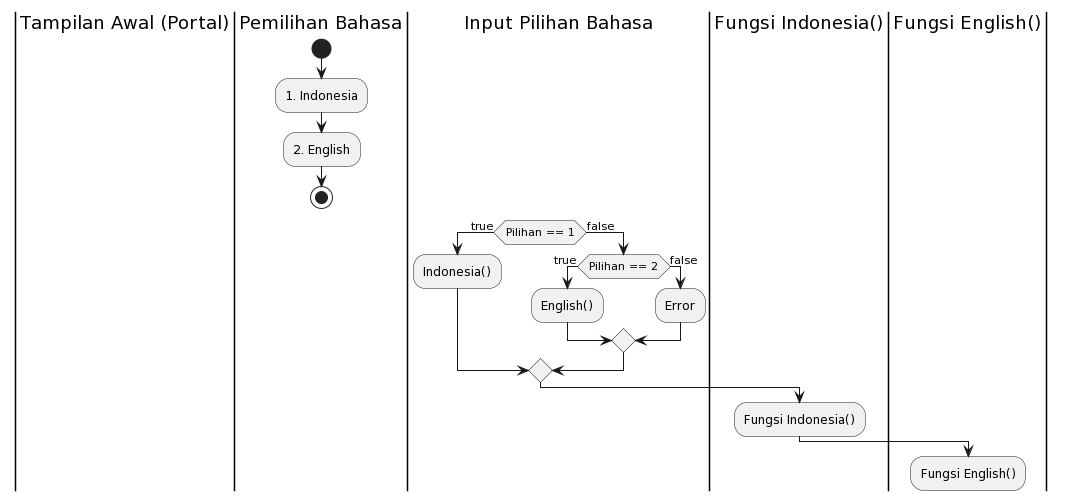 Tampilan Awal (Portal)
Pemilihan Bahasa
Input Pilihan Bahasa
Fungsi Indonesia()
Fungsi English()
1. Indonesia
2. English
true
Pilihan == 1
false
Indonesia()
true
Pilihan == 2
false
English()
Error
Fungsi Indonesia()
Fungsi English()